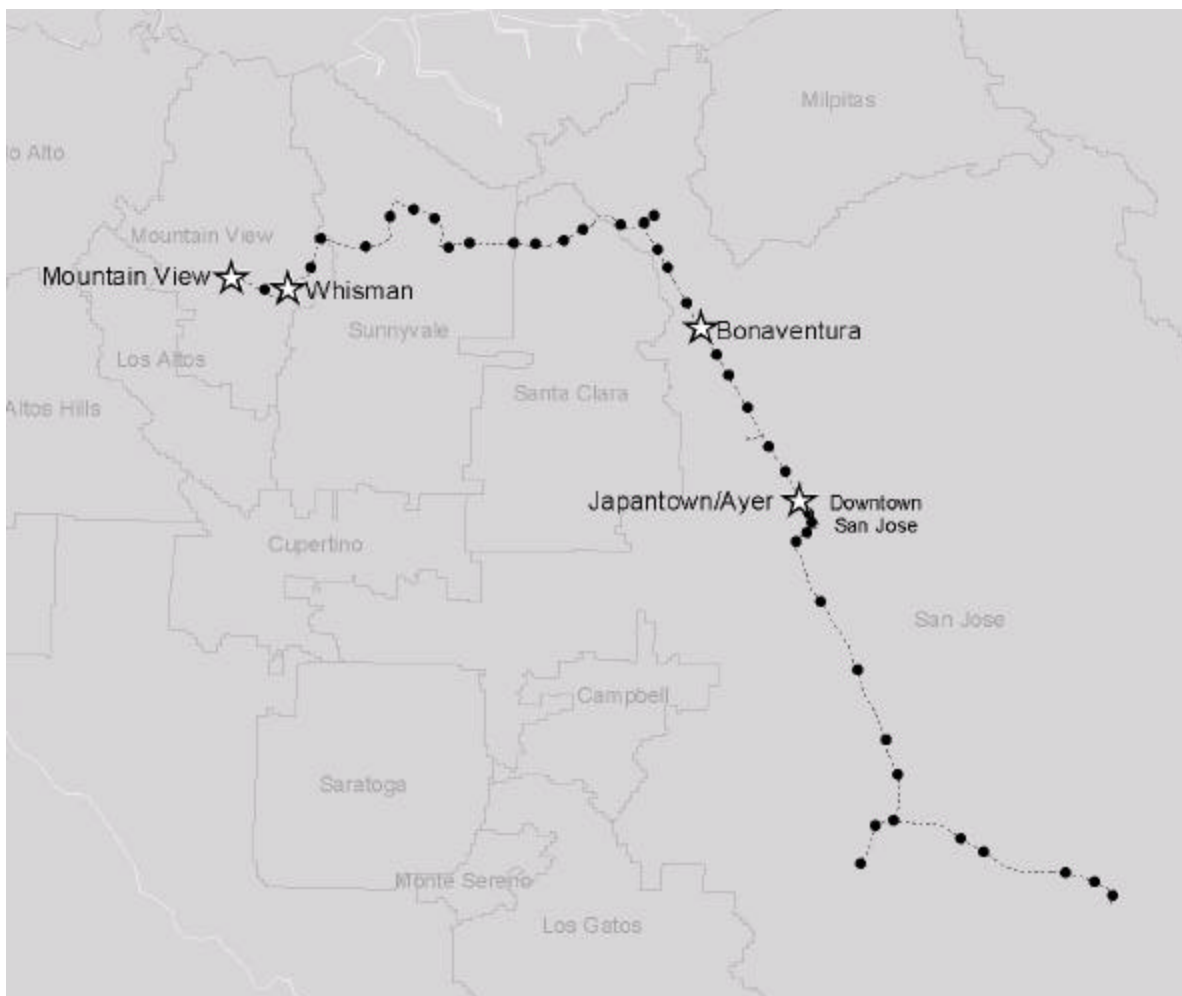 Milpitas
lo Alto
Mountain View
Mountain View
Whisman
Sunnyvale
Bonaventura
Los Altos
Santa Clara
Altos Hills
Japantown/Ayer
Downtown
San Jose
Cupertino
San Jose
Campbell
Saratoga
Monte Sereno
Los Gatos